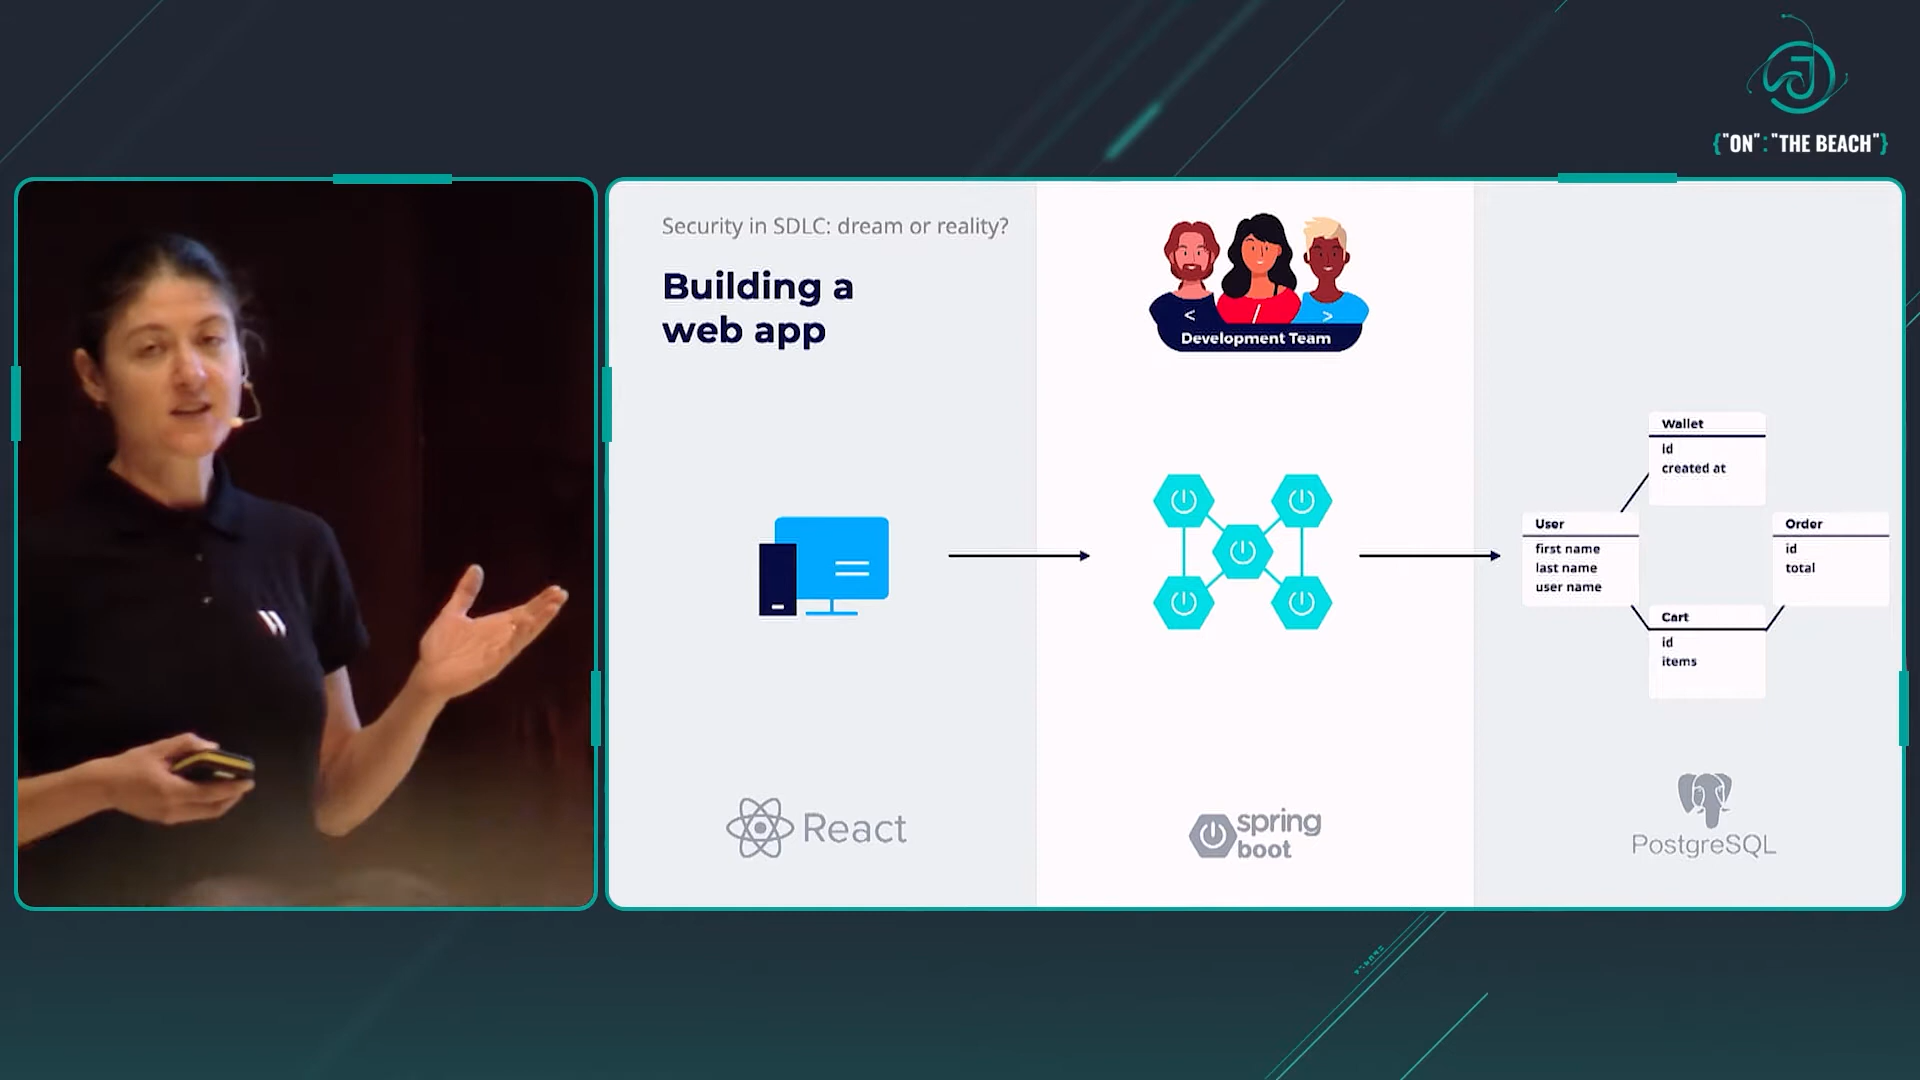 {"ON":"THE BEACH"}
Security in SDLC: dream or reality?
Building a
web app
< / >
Development Team
Wallet
id
created at
User
first name
last name
user name
Order
id
total
Cart
id
items
React
spring
boot
PostgreSQL